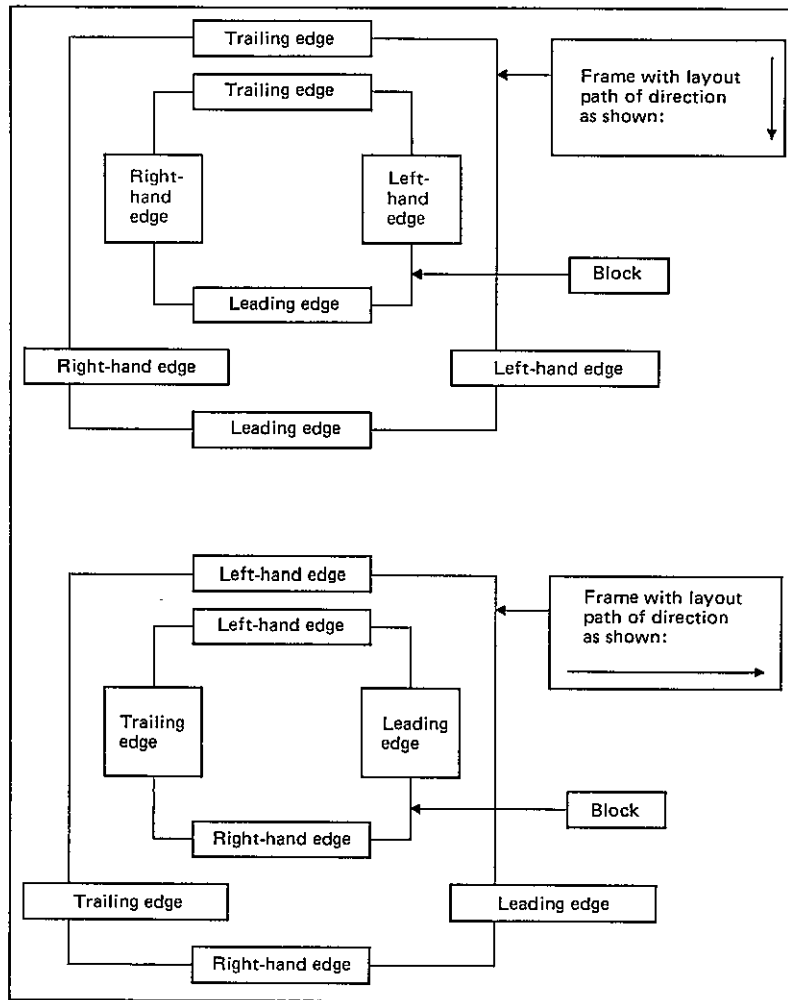 Trailing edge
Trailing edge
Frame with layout
path of direction
as shown:
Right-
hand
edge
Left-
hand
edge
Block
Leading edge
Right-hand edge
Left-hand edge
Leading edge
Left-hand edge
Left-hand edge
Frame with layout
path of direction
as shown:
Trailing
edge
Leading
edge
Block
Right-hand edge
Trailing edge
Leading edge
Right-hand edge